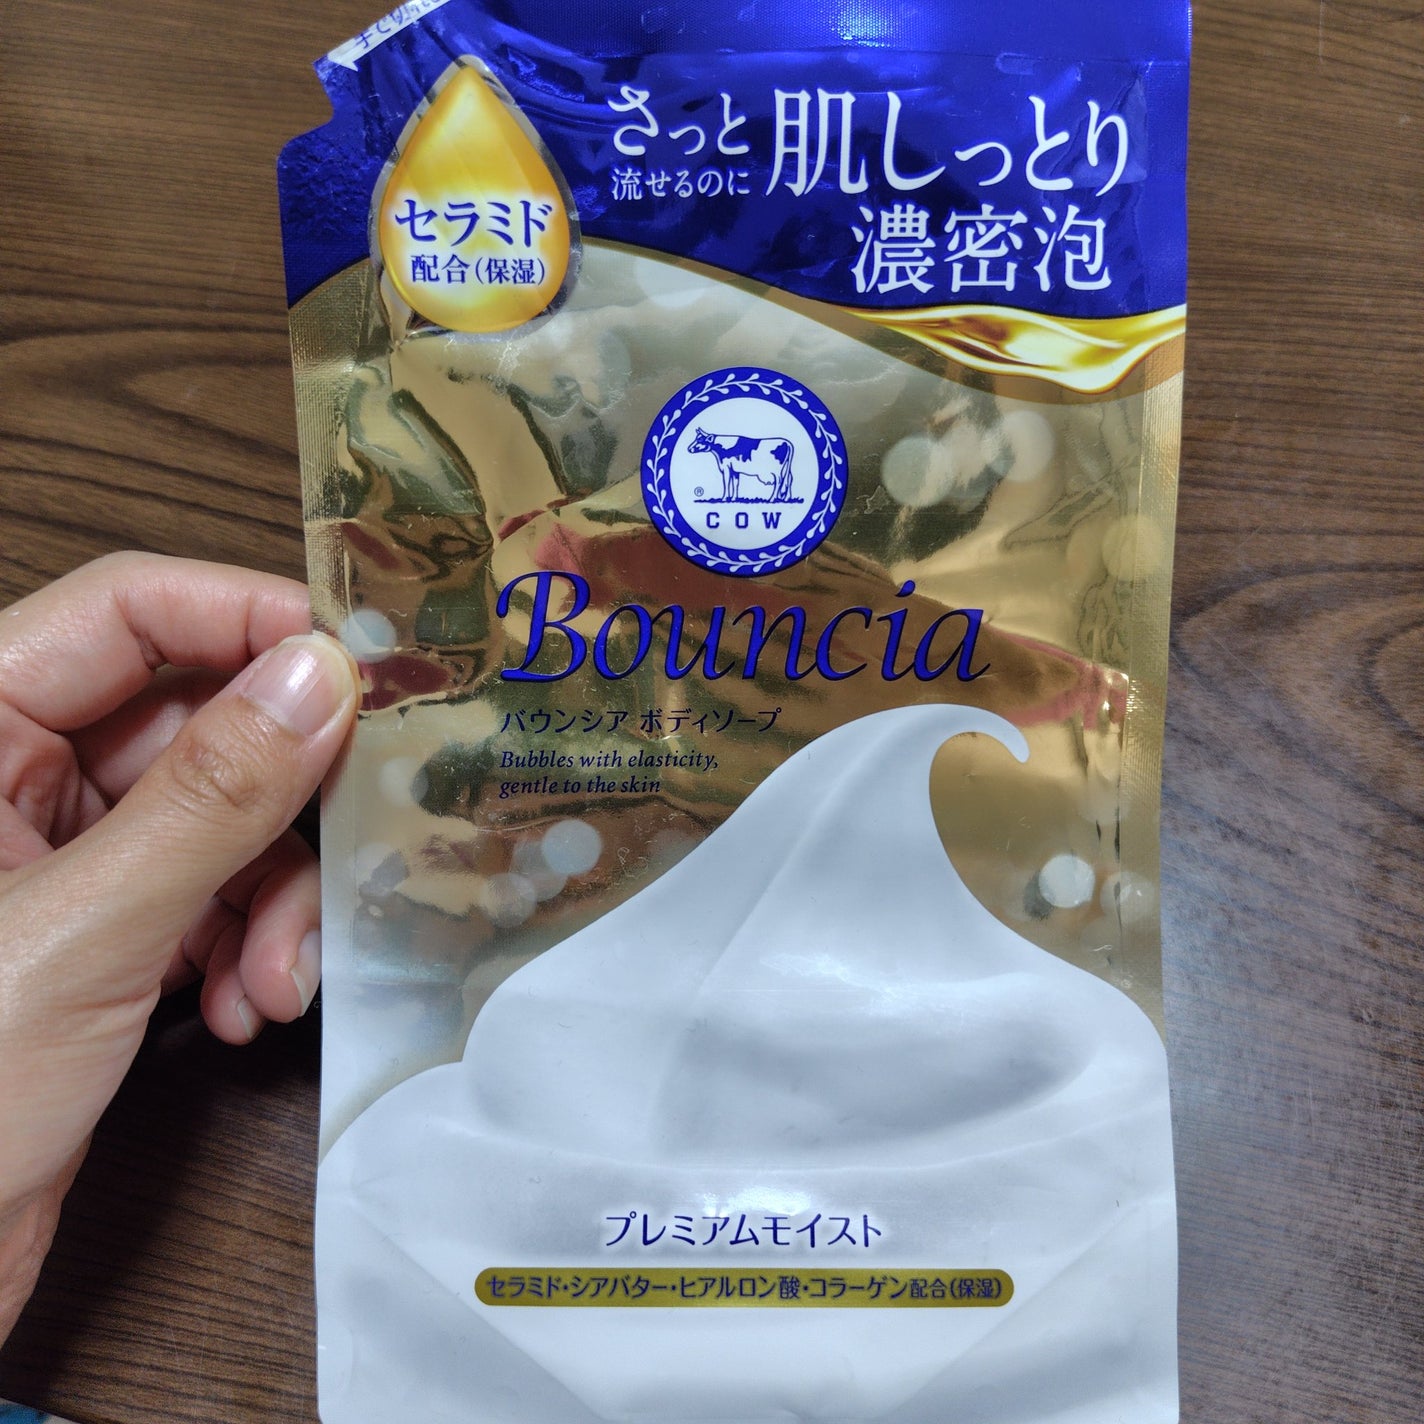 手で切れ
セラミド
配合(保湿)
さっと
流せるのに
肌しっとり
濃密泡
®
COW
Bouncia
バウンシア ボディソープ
Bubbles with elasticity,
gentle to the skin
プレミアムモイスト
セラミド・シアバター・ヒアルロン酸・コラーゲン配合(保湿)